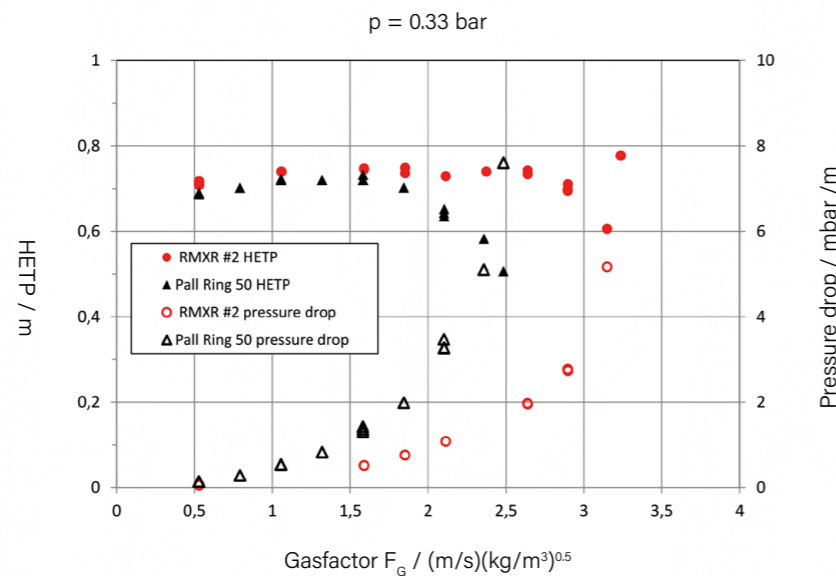 p = 0.33 bar
1
0,8
0,6
0,4
0,2
0
10
8
6
4
2
0
HETP / m
Pressure drop / mbar /m
RMXR #2 HETP
Pall Ring 50 HETP
RMXR #2 pressure drop
Pall Ring 50 pressure drop
0 0,5 1 1,5 2 2,5 3 3,5 4
Gasfactor F_G / (m/s)(kg/m³)^0.5